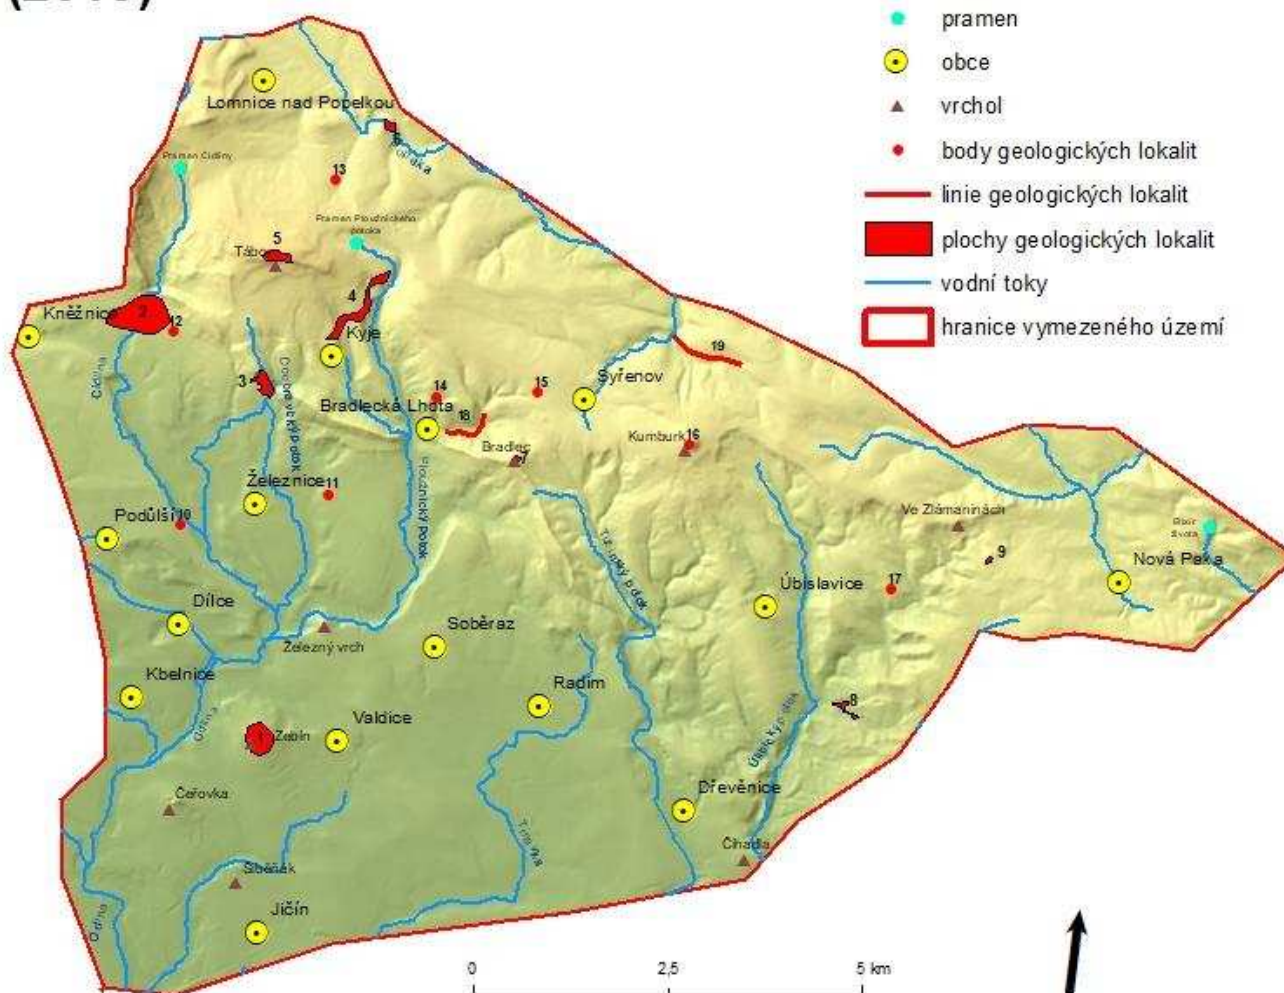 pramen
obce
vrchol
body geologických lokalit
linie geologických lokalit
plochy geologických lokalit
vodní toky
hranice vymezeného území
Lomnice nad Popelkou
Pramen Cidliny
13
Pramen Ploužnického
potoka
5
Tábor
4
Kněžnice
2
12
Kyje
19
3
Cidlina
14
15
Syřenov
Bradlecká Lhota
18
Kumburk
16
Bradlec
7
Železnice
11
Ploužnický Potok
Podůlší
10
Ve Zlámaninách
9
Nová Paka
Úbislavice
17
Dílce
Soběraz
Železný vrch
Kbelnice
Radim
8
Valdice
1
Zebín
Dřevěnice
Čeřovka
Čihadla
Jičín
0
2,5
5 km